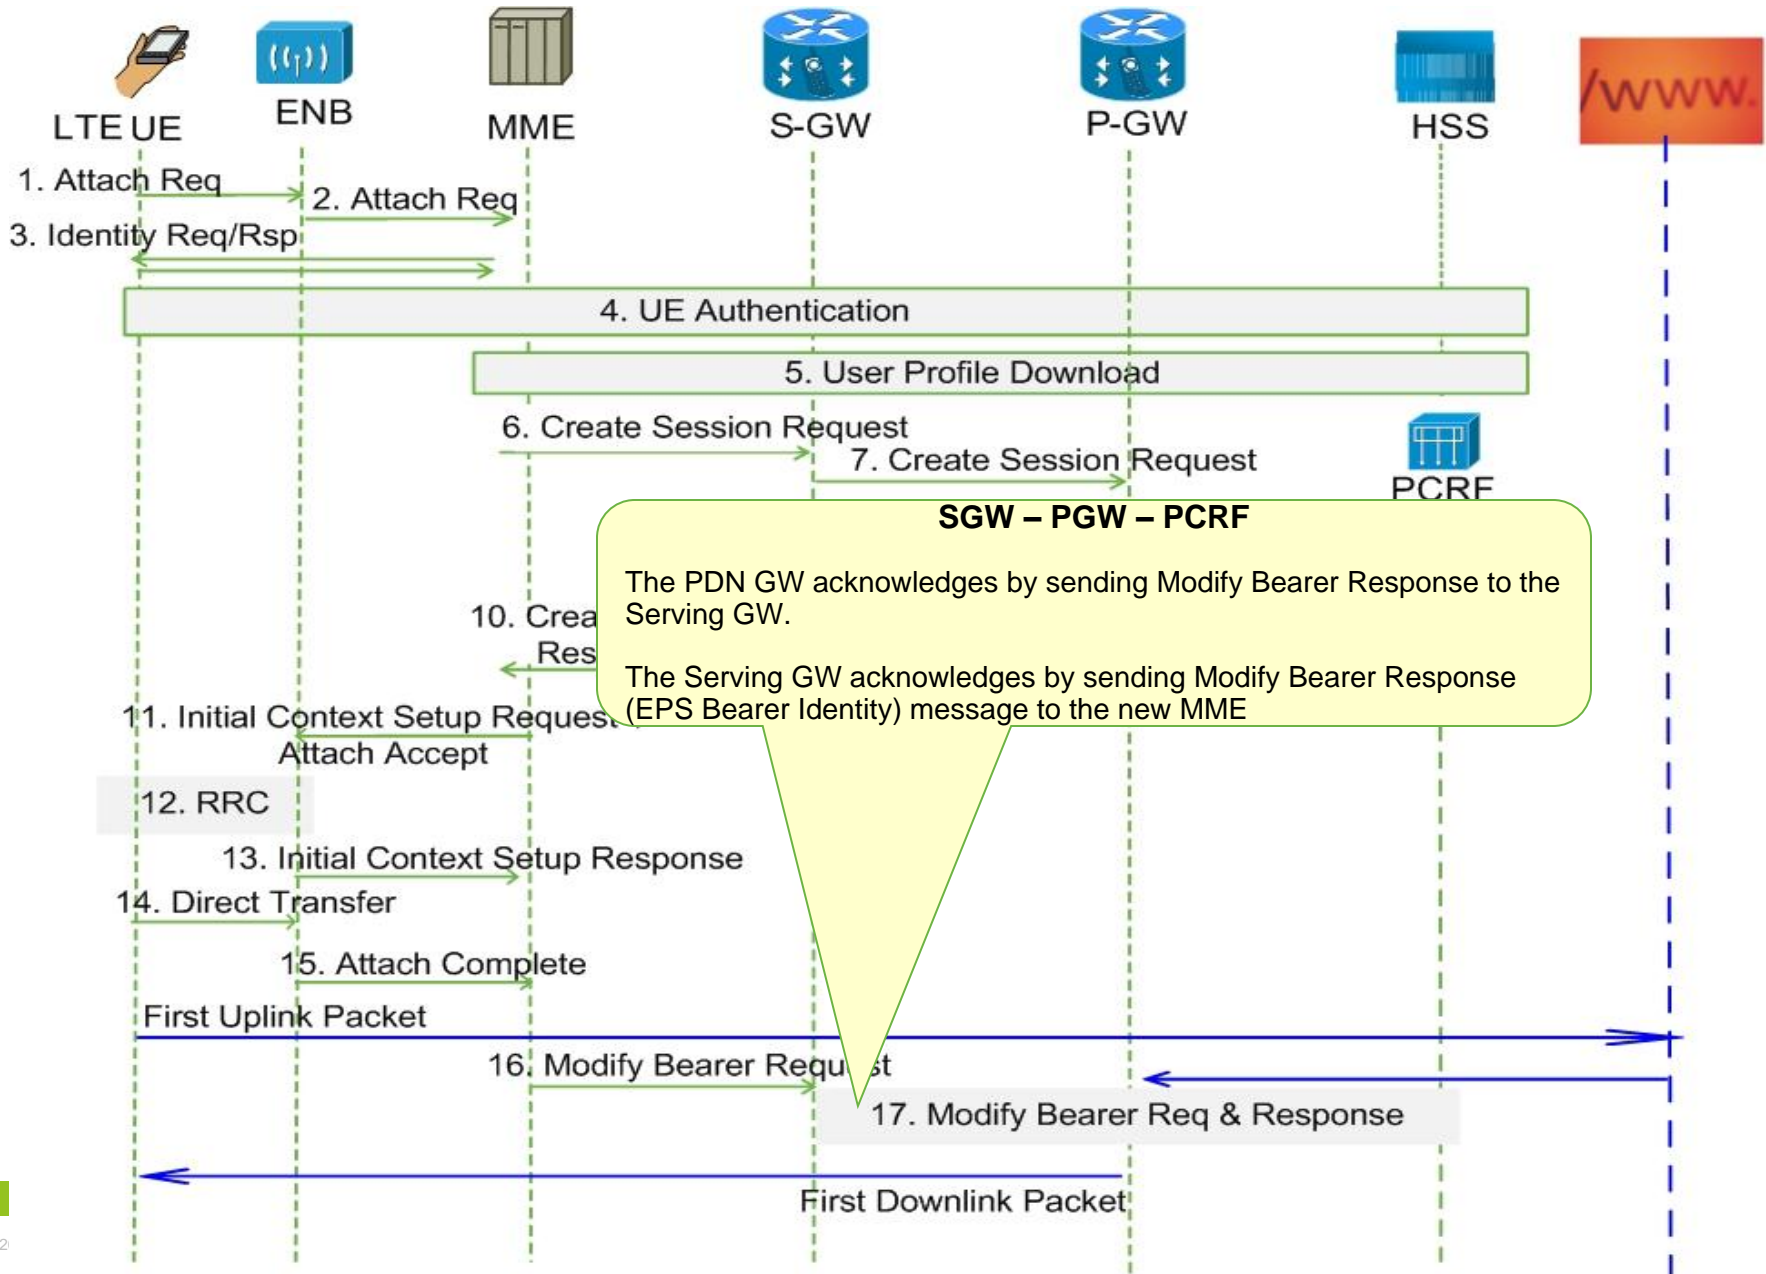 /www.
LTE UE
ENB
MME
S-GW
P-GW
HSS
1. Attach Req
2. Attach Req
3. Identity Req/Rsp
4. UE Authentication
5. User Profile Download
6. Create Session Request
7. Create Session Request
PCRF
SGW – PGW – PCRF
The PDN GW acknowledges by sending Modify Bearer Response to the
Serving GW.
The Serving GW acknowledges by sending Modify Bearer Response
(EPS Bearer Identity) message to the new MME
10. Crea
Res
11. Initial Context Setup Request
Attach Accept
12. RRC
13. Initial Context Setup Response
14. Direct Transfer
15. Attach Complete
First Uplink Packet
16. Modify Bearer Request
17. Modify Bearer Req & Response
First Downlink Packet